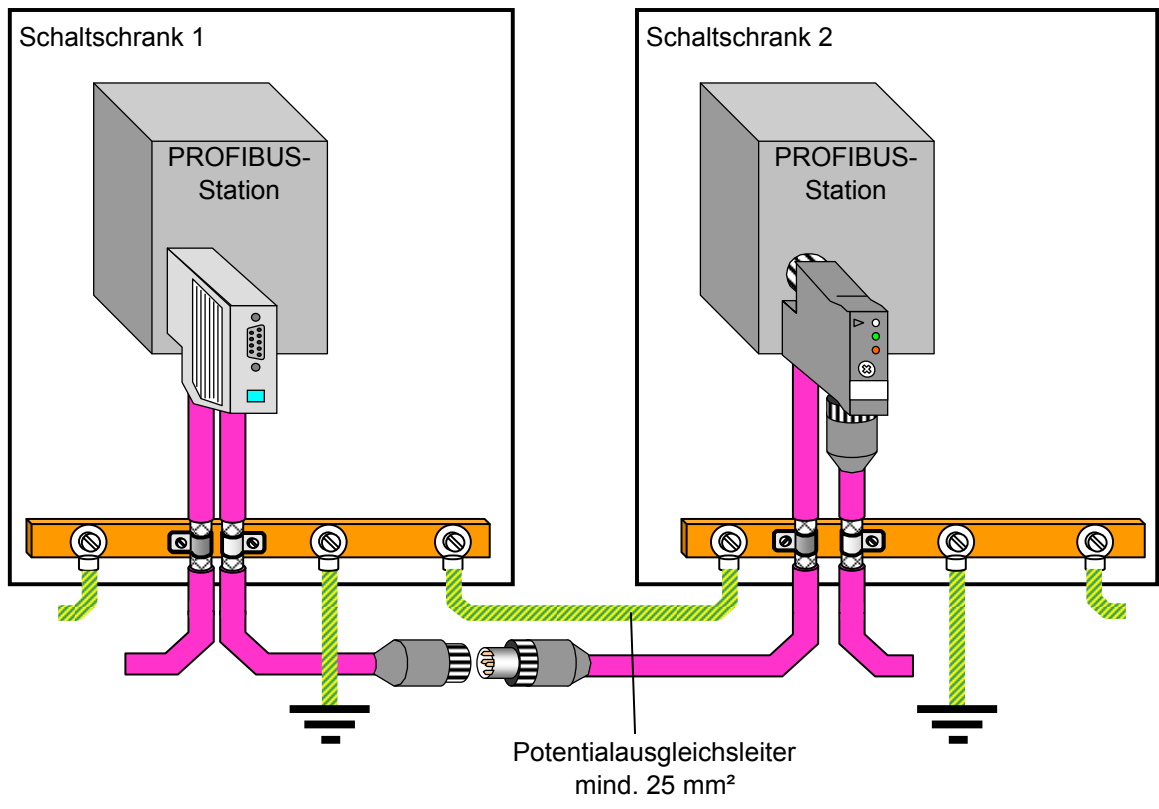 Schaltschrank 1
PROFIBUS-
Station
Schaltschrank 2
PROFIBUS-
Station
Potentialausgleichsleiter
mind. 25 mm²